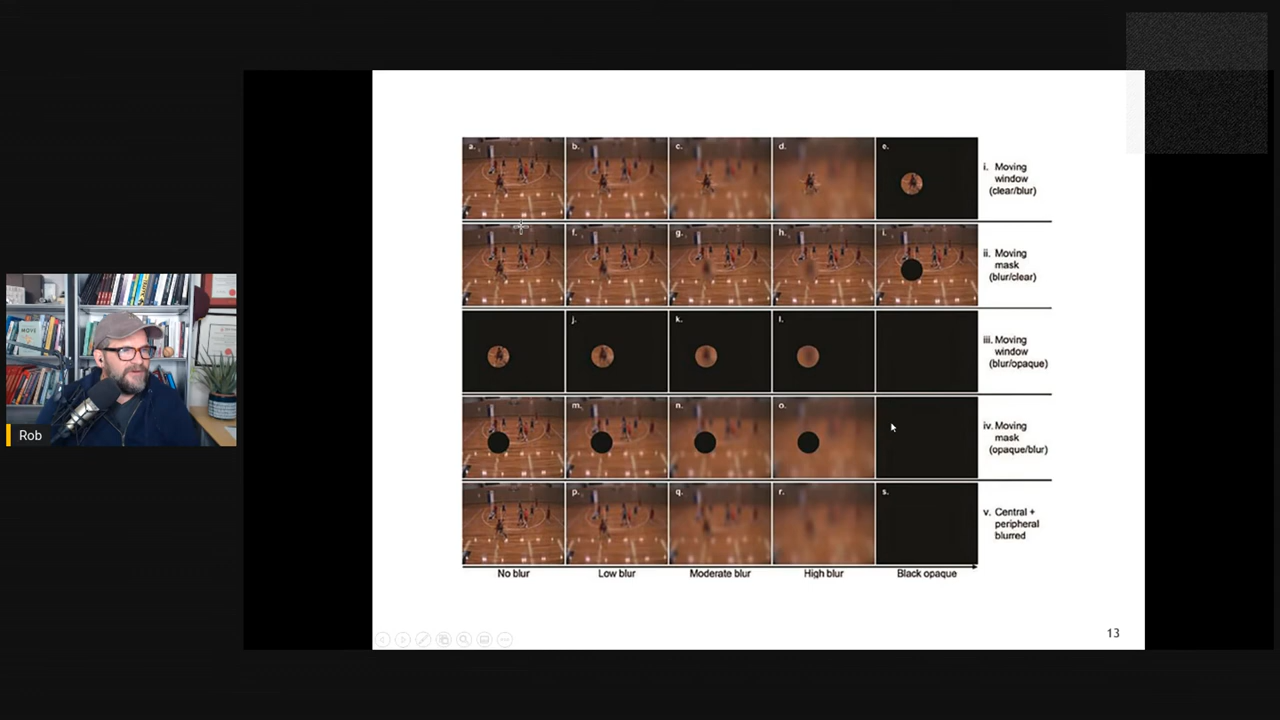 a. b. c. d. e.
i. Moving
window
(clear/blur)
f. g. h. i.
ii. Moving
mask
(blur/clear)
j. k. l.
iii. Moving
window
(blur/opaque)
m. n. o.
iv. Moving
mask
(opaque/blur)
p. q. r. s.
v. Central +
peripheral
blurred
No blur Low blur Moderate blur High blur Black opaque
Rob
MOVE
13